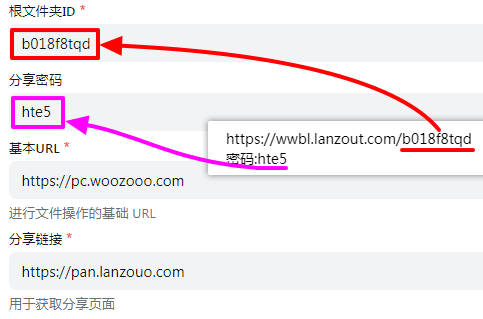 根文件夹ID *
b018f8tqd
分享密码
hte5
https://wwbl.lanzout.com/b018f8tqd
密码:hte5
基本URL *
https://pc.woozooo.com
进行文件操作的基础 URL
分享链接 *
https://pan.lanzouo.com
用于获取分享页面